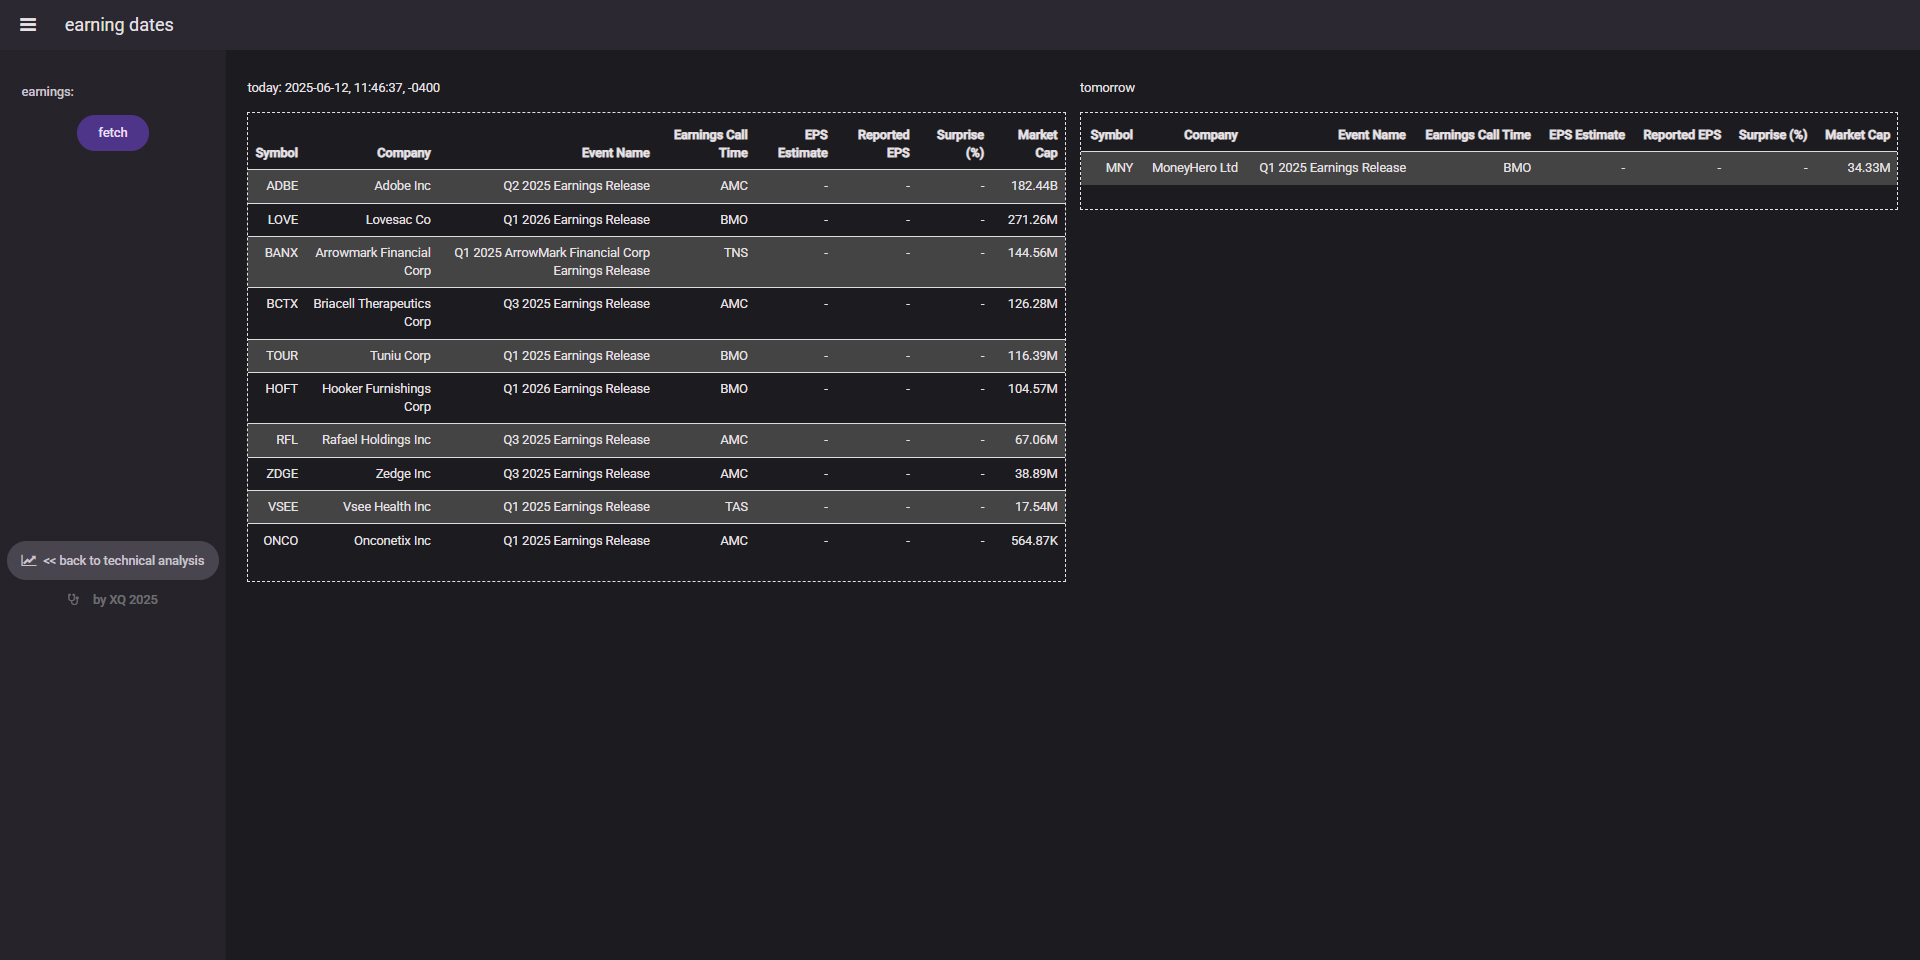 earning dates
earnings:
fetch
<< back to technical analysis
by XQ 2025
today: 2025-06-12, 11:46:37, -0400
Symbol Company Event Name Earnings Call Time EPS Estimate Reported EPS Surprise (%) Market Cap
ADBE Adobe Inc Q2 2025 Earnings Release AMC - - - 182.44B
LOVE Lovesac Co Q1 2026 Earnings Release BMO - - - 271.26M
BANX Arrowmark Financial Corp Q1 2025 ArrowMark Financial Corp Earnings Release TNS - - - 144.56M
BCTX Briacell Therapeutics Corp Q3 2025 Earnings Release AMC - - - 126.28M
TOUR Tuniu Corp Q1 2025 Earnings Release BMO - - - 116.39M
HOFT Hooker Furnishings Corp Q1 2026 Earnings Release BMO - - - 104.57M
RFL Rafael Holdings Inc Q3 2025 Earnings Release AMC - - - 67.06M
ZDGE Zedge Inc Q3 2025 Earnings Release AMC - - - 38.89M
VSEE Vsee Health Inc Q1 2025 Earnings Release TAS - - - 17.54M
ONCO Onconetix Inc Q1 2025 Earnings Release AMC - - - 564.87K
tomorrow
Symbol Company Event Name Earnings Call Time EPS Estimate Reported EPS Surprise (%) Market Cap
MNY MoneyHero Ltd Q1 2025 Earnings Release BMO - - - 34.33M